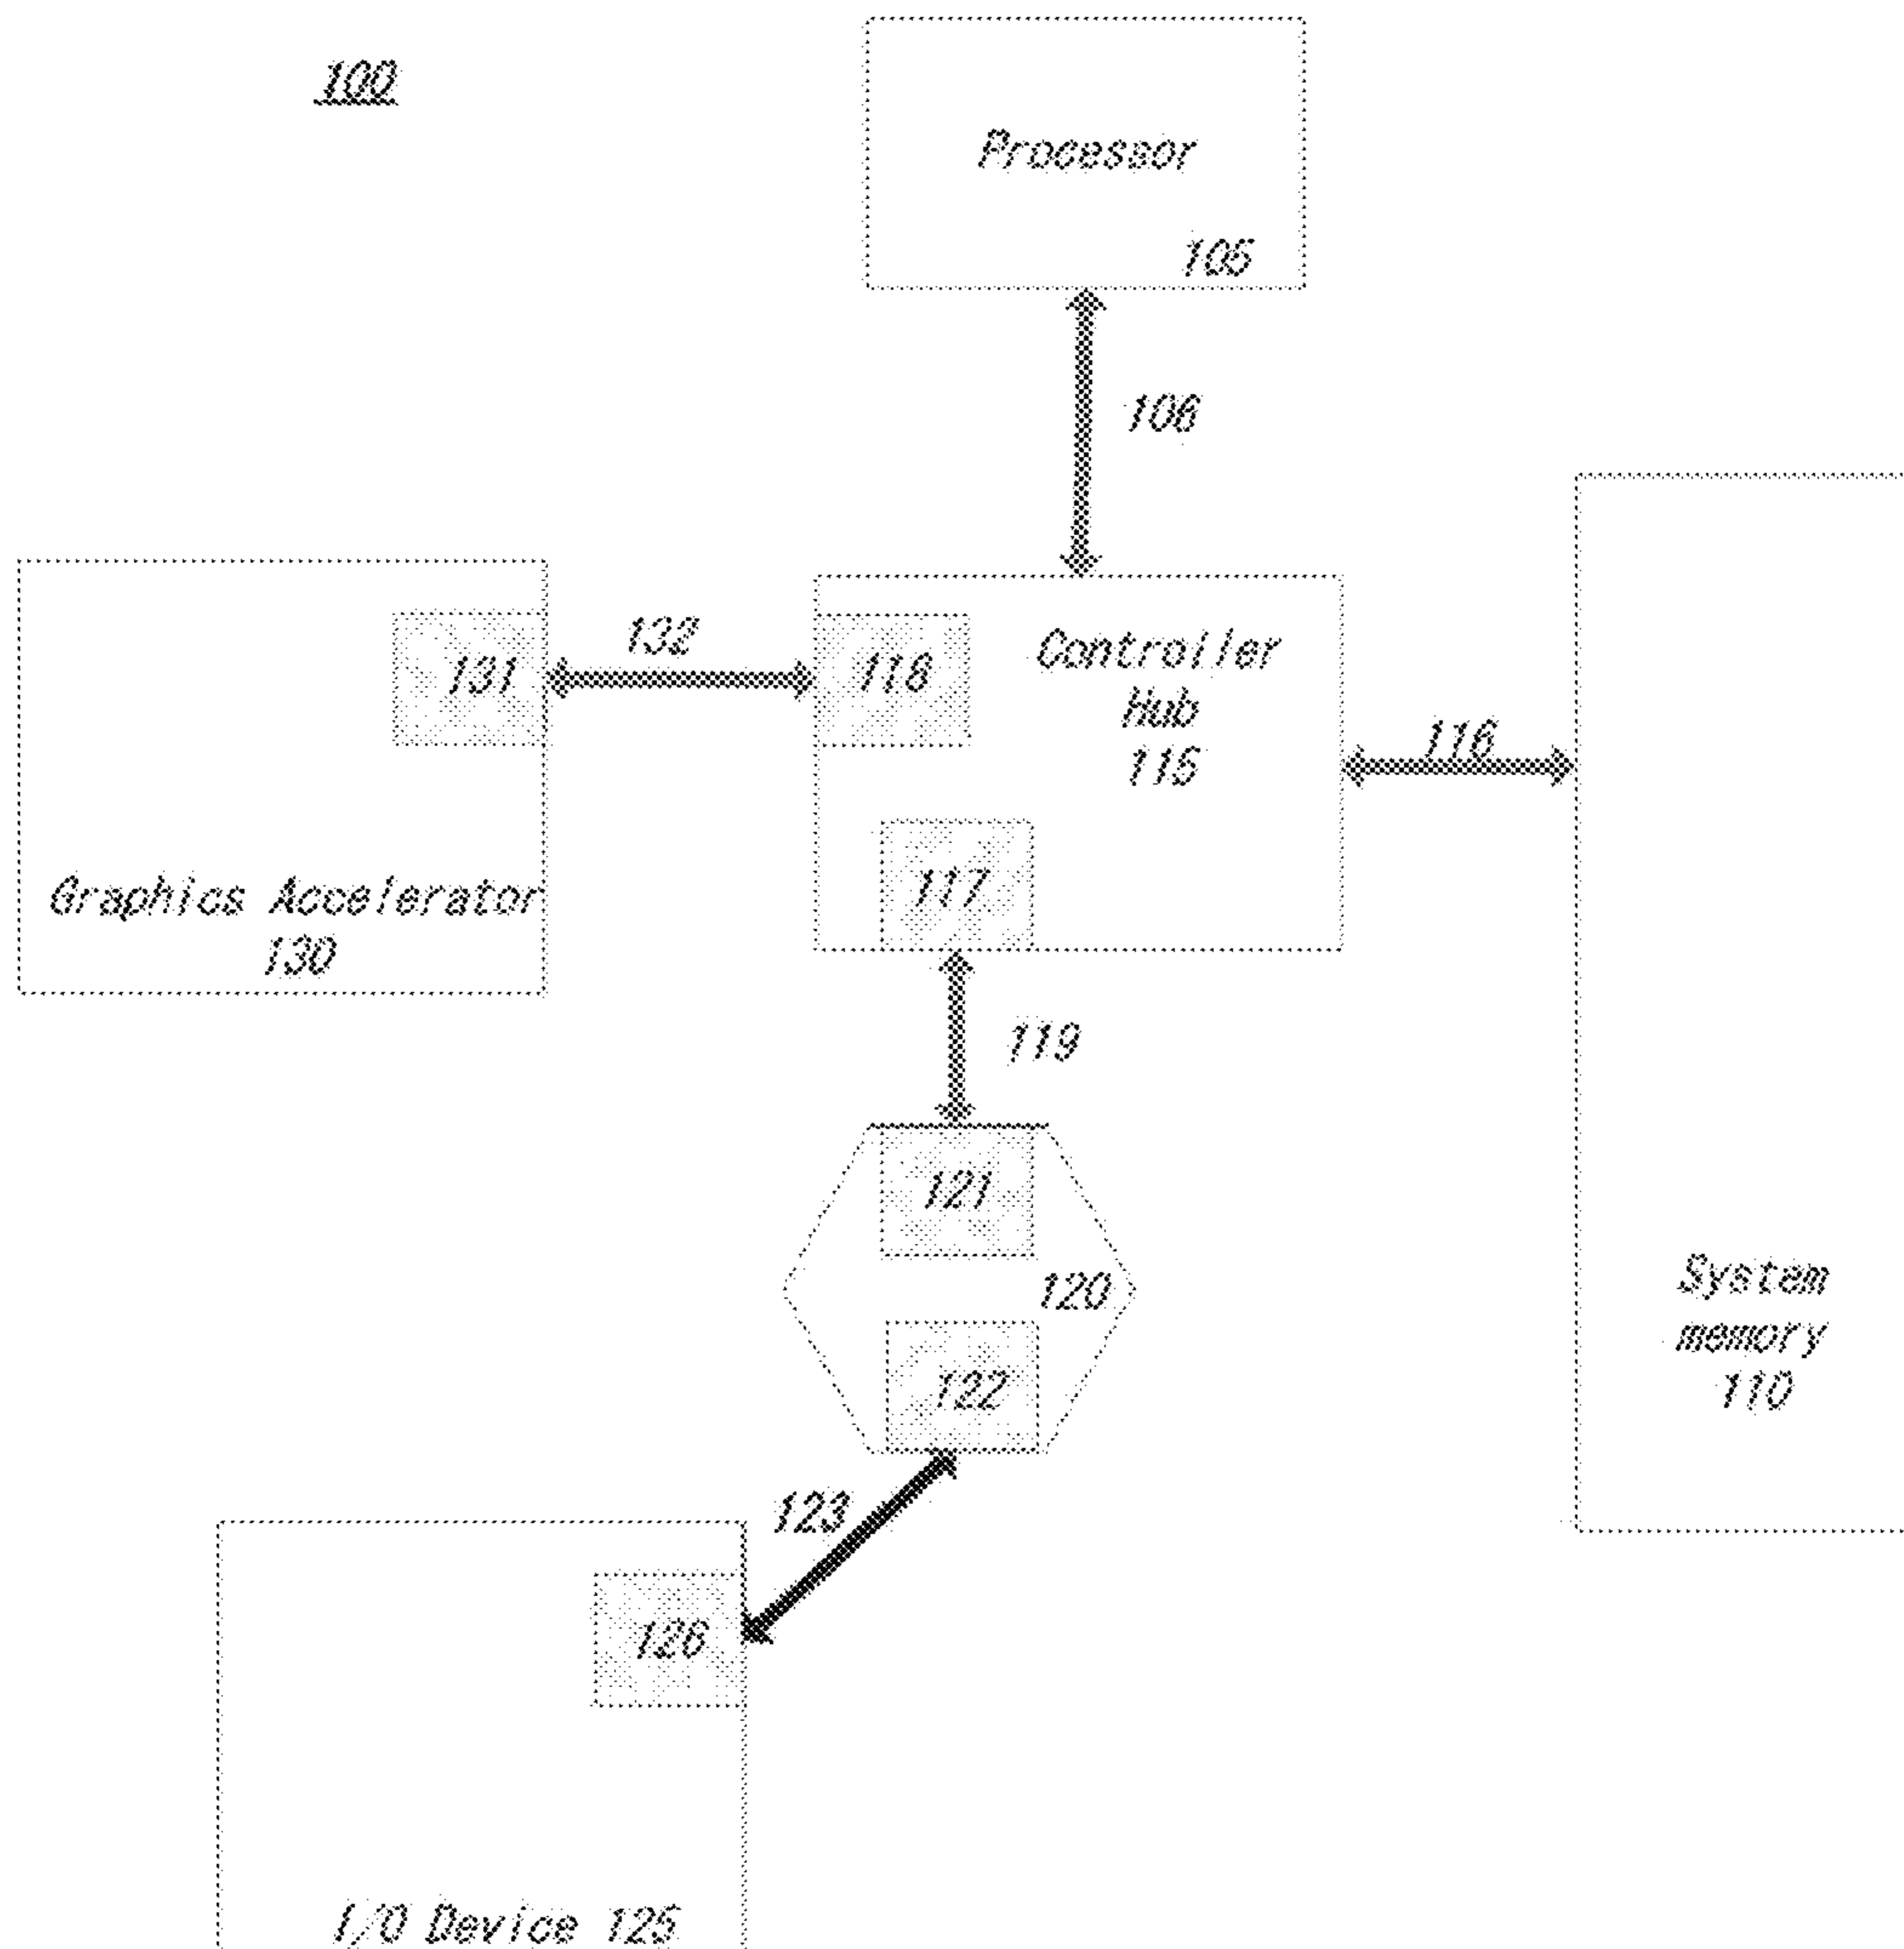 100
Processor
105
106
132
131
118
Controller
Hub
115
116
117
Graphics Accelerator
130
119
121
120
System
memory
110
122
123
126
I/O Device 125